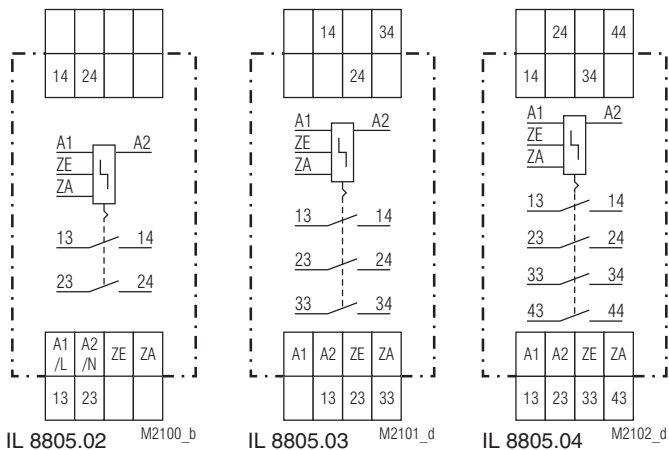 14 24
A1 A2
ZE
ZA
13 14
23 24
A1 /L A2 /N ZE ZA
13 23
IL 8805.02 M2100_b
14 34
24
A1 A2
ZE
ZA
13 14
23 24
33 34
A1 A2 ZE ZA
13 23 33
IL 8805.03 M2101_d
24 44
14 34
A1 A2
ZE
ZA
13 14
23 24
33 34
43 44
A1 A2 ZE ZA
13 23 33 43
IL 8805.04 M2102_d